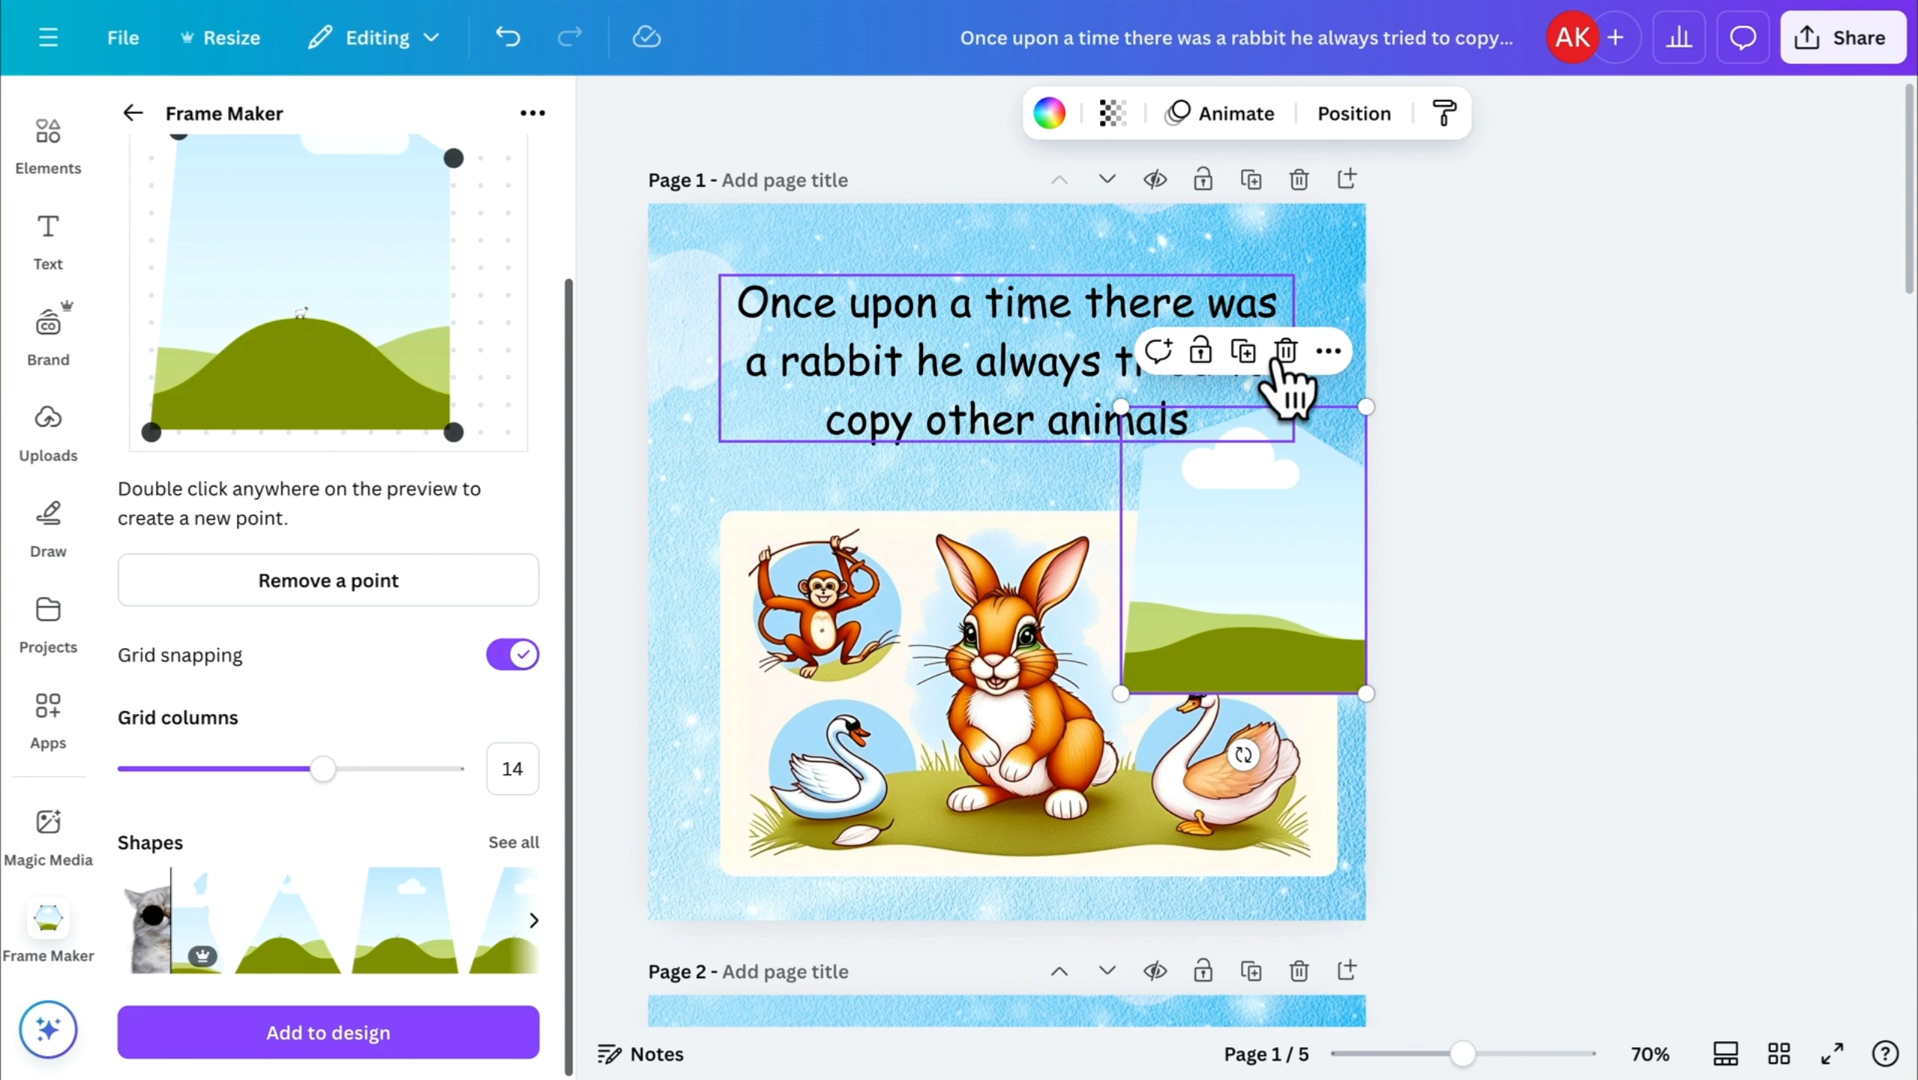 File
Resize
Editing
Once upon a time there was a rabbit he always tried to copy...
AK
Share
Elements
Text
Brand
CO
Uploads
Draw
Projects
Apps
Magic Media
Frame Maker
Frame Maker
Double click anywhere on the preview to
create a new point.
Remove a point
Grid snapping
Grid columns
14
Shapes
See all
Add to design
Animate
Position
Page 1 - Add page title
Once upon a time there was
a rabbit he always
copy other animals
Page 2 - Add page title
Notes
Page 1 / 5
70%